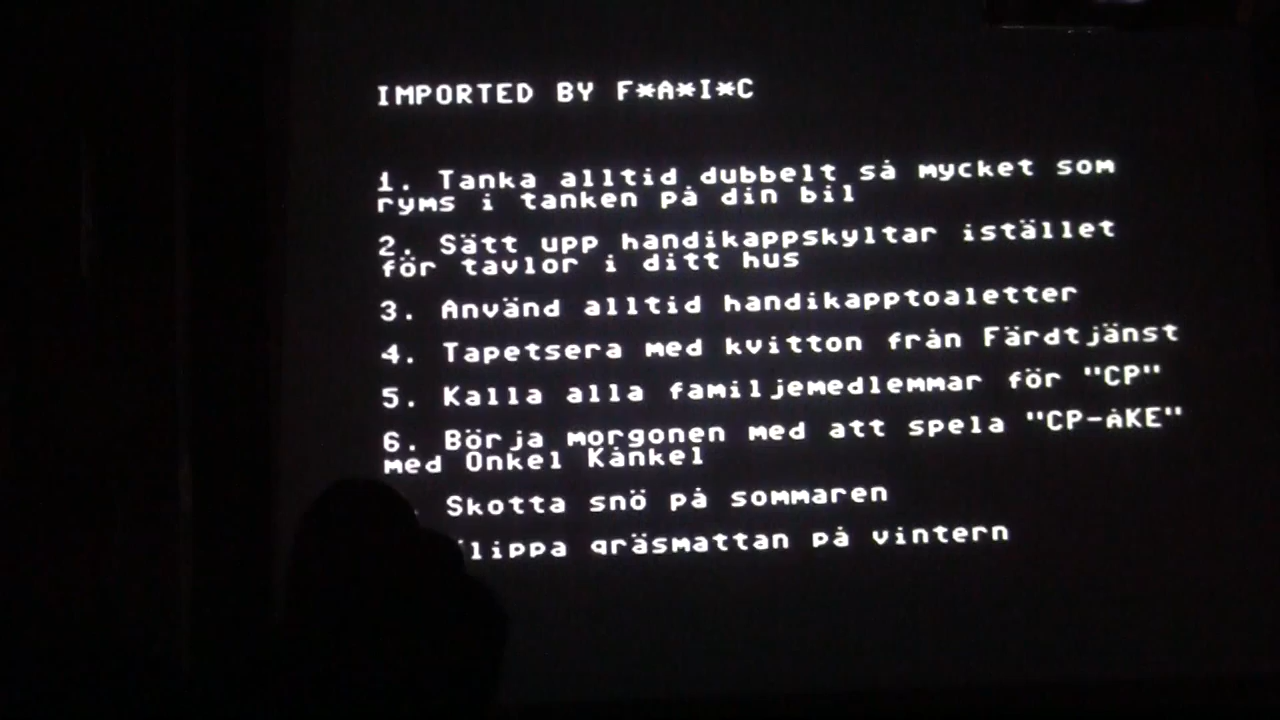 IMPORTED BY F*A*I*C
1. Tanka alltid dubbelt så mycket som
ryms i tanken på din bil
2. Sätt upp handikappskyltar istället
för tavlor i ditt hus
3. Använd alltid handikapptoaletter
4. Tapetsera med kvitton från Färdtjänst
5. Kalla alla familjemedlemmar för "CP"
6. Börja morgonen med att spela "CP-ÅKE"
med Onkel Kånkel
Skotta snö på sommaren
lippa gräsmattan på vintern